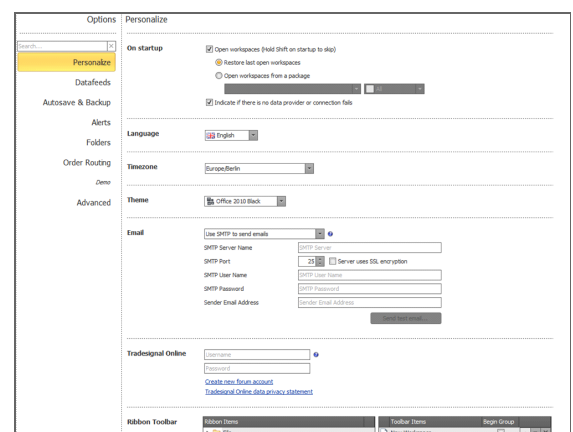 Options
Personalize
Search...
Personalize
Datafeeds
Autosave & Backup
Alerts
Folders
Order Routing
Demo
Advanced
On startup
Open workspaces (Hold Shift on startup to skip)
Restore last open workspaces
Open workspaces from a package
All
Indicate if there is no data provider or connection fails
Language
English
Timezone
Europe/Berlin
Theme
Office 2010 Black
Email
Use SMTP to send emails
SMTP Server Name
SMTP Server
SMTP Port
25
Server uses SSL encryption
SMTP User Name
SMTP User Name
SMTP Password
SMTP Password
Sender Email Address
Sender Email Address
Send test email...
Tradesignal Online
Username
Password
Create new forum account
Tradesignal Online data privacy statement
Ribbon Toolbar
Ribbon Items
Toolbar Items
Begin Group